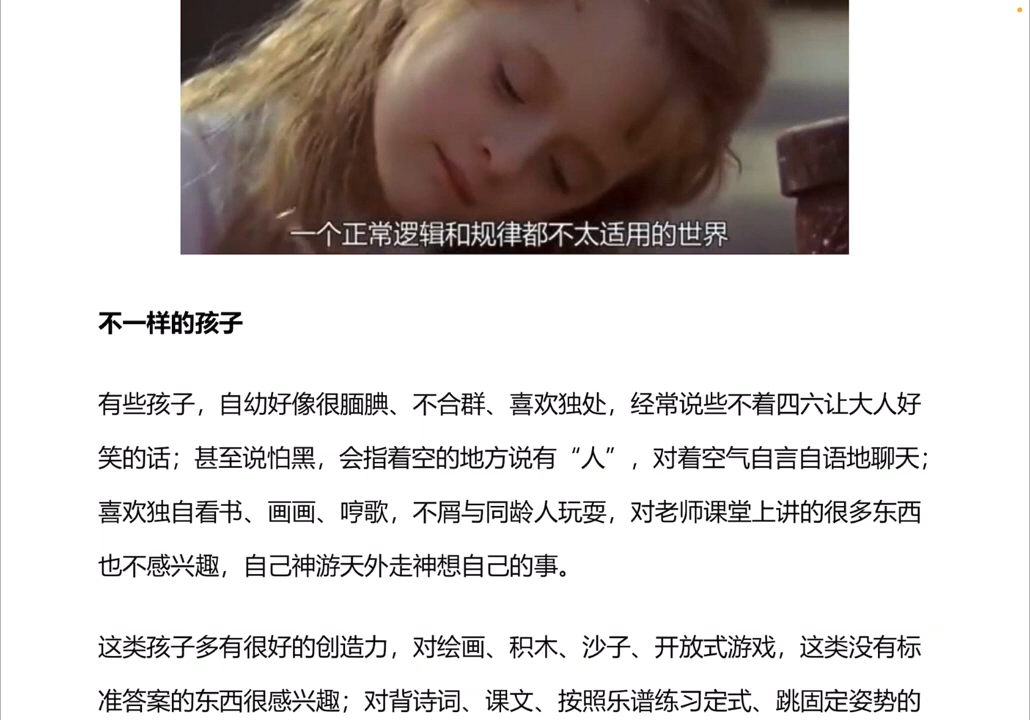 一个正常逻辑和规律都不太适用的世界
不一样的孩子
有些孩子，自幼好像很腼腆、不合群、喜欢独处，经常说些不着四六让大人好
笑的话；甚至说怕黑，会指着空的地方说有“人”，对着空气自言自语地聊天；
喜欢独自看书、画画、哼歌，不屑与同龄人玩耍，对老师课堂上讲的很多东西
也不感兴趣，自己神游天外走神想自己的事。
这类孩子多有很好的创造力，对绘画、积木、沙子、开放式游戏，这类没有标
准答案的东西很感兴趣；对背诗词、课文、按照乐谱练习定式、跳固定姿势的